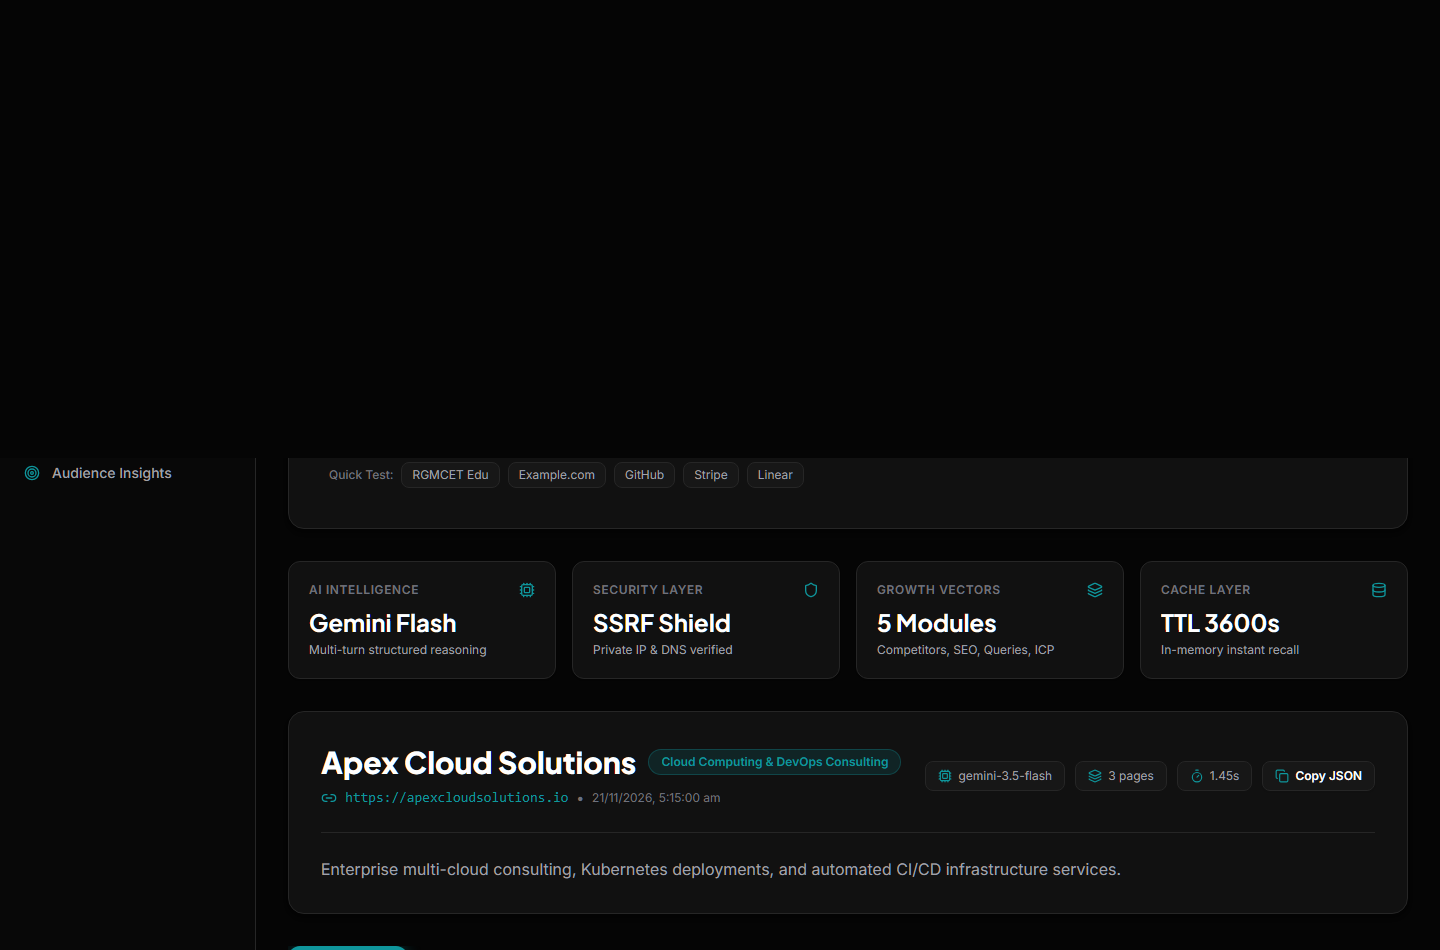 Audience Insights
Quick Test: RGMCET Edu Example.com GitHub Stripe Linear
AI INTELLIGENCE
Gemini Flash
Multi-turn structured reasoning
SECURITY LAYER
SSRF Shield
Private IP & DNS verified
GROWTH VECTORS
5 Modules
Competitors, SEO, Queries, ICP
CACHE LAYER
TTL 3600s
In-memory instant recall
Apex Cloud Solutions Cloud Computing & DevOps Consulting
https://apexcloudsolutions.io • 21/11/2026, 5:15:00 am
gemini-3.5-flash 3 pages 1.45s Copy JSON
Enterprise multi-cloud consulting, Kubernetes deployments, and automated CI/CD infrastructure services.